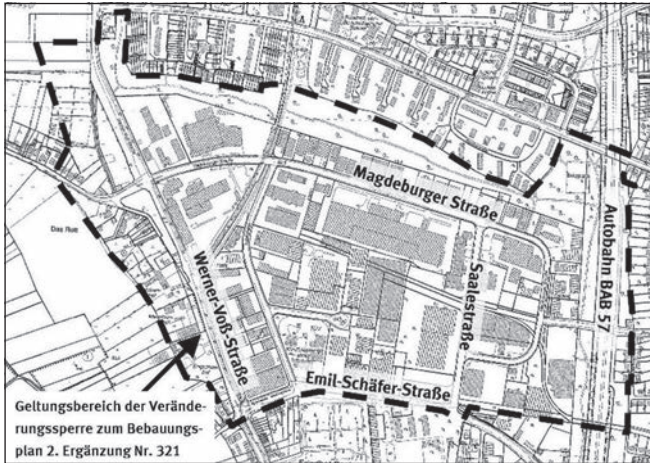 Magdeburger Straße
Autobahn BAB 57
Saalestraße
Werner-Voß-Straße
Emil-Schäfer-Straße
Geltungsbereich der Verände-
rungssperre zum Bebauungs-
plan 2. Ergänzung Nr. 321